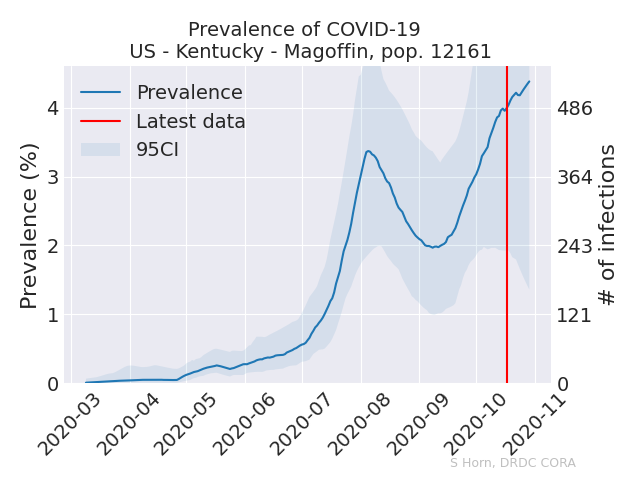 Prevalence of COVID-19
US - Kentucky - Magoffin, pop. 12161
Prevalence
Latest data
95CI
Prevalence (%)
4
3
2
1
0
# of infections
486
364
243
121
0
2020-03
2020-04
2020-05
2020-06
2020-07
2020-08
2020-09
2020-10
2020-11
S Horn, DRDC CORA